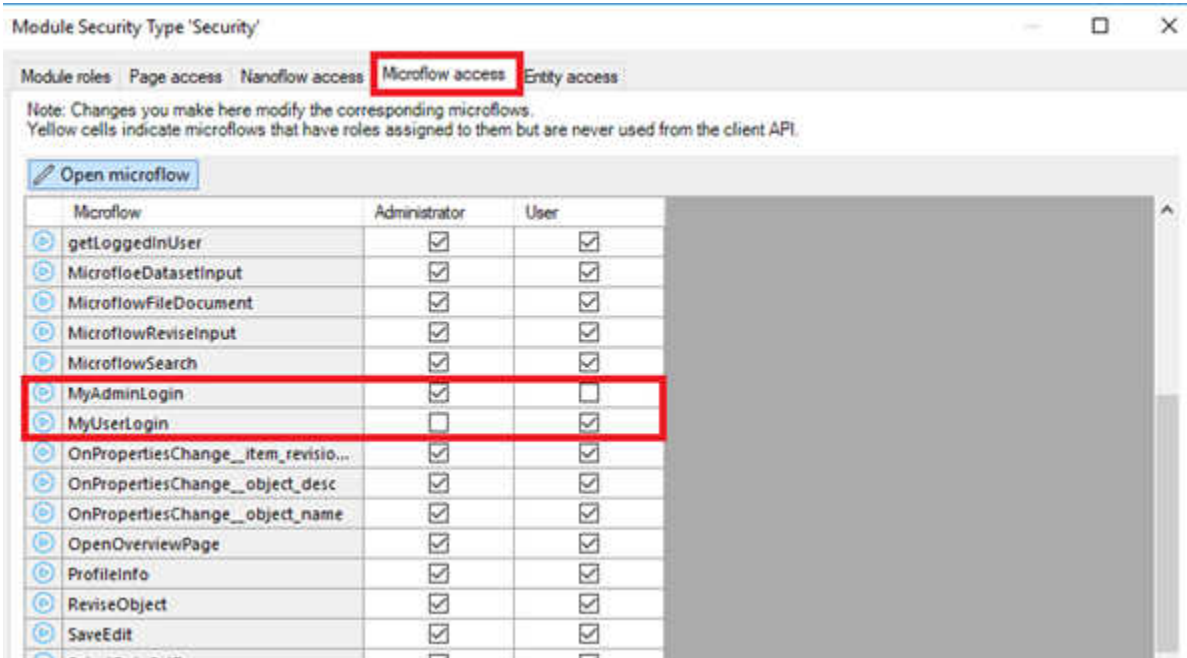 Module Security Type 'Security'
Module roles Page access Nanoflow access Microflow access Entity access
Note: Changes you make here modify the corresponding microflows.
Yellow cells indicate microflows that have roles assigned to them but are never used from the client API.
Open microflow
Microflow Administrator User
getLoggedInUser
MicrofloeDatasetInput
MicroflowFileDocument
MicroflowReviseInput
MicroflowSearch
MyAdminLogin
MyUserLogin
OnPropertiesChange__item_revisio...
OnPropertiesChange__object_desc
OnPropertiesChange__object_name
OpenOverviewPage
ProfileInfo
ReviseObject
SaveEdit